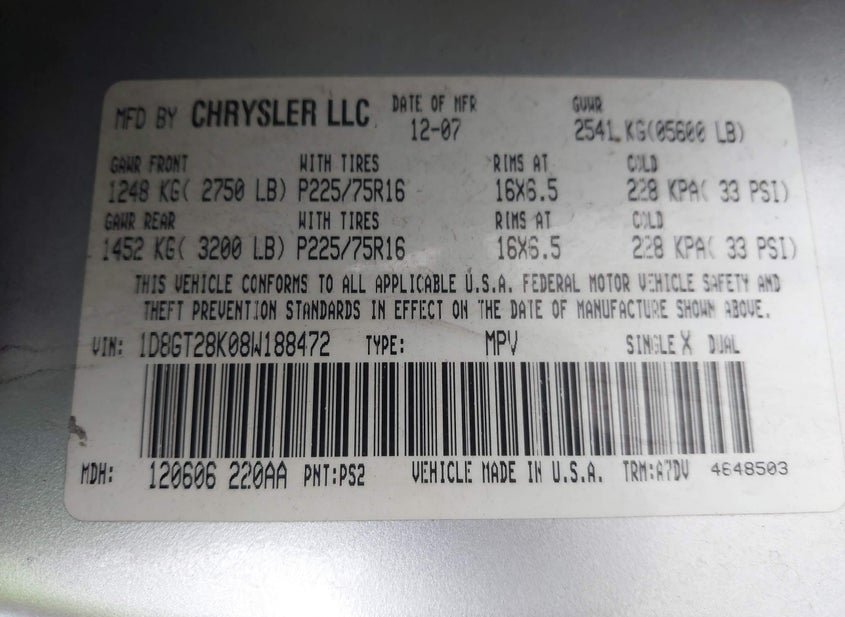 MFD BY CHRYSLER LLC DATE OF MFR GVWR
12-07 2541 KG(05600 LB)
GAWR FRONT WITH TIRES RIMS AT COLD
1248 KG( 2750 LB) P225/75R16 16X6.5 228 KPA( 33 PSI)
GAWR REAR WITH TIRES RIMS AT COLD
1452 KG( 3200 LB) P225/75R16 16X6.5 228 KPA( 33 PSI)
THIS VEHICLE CONFORMS TO ALL APPLICABLE U.S.A. FEDERAL MOTOR VEHICLE SAFETY AND
THEFT PREVENTION STANDARDS IN EFFECT ON THE DATE OF MANUFACTURE SHOWN ABOVE.
VIN: 1D8GT28K08W188472 TYPE: MPV SINGLE X DUAL
MDH: 120606 220AA PNT:PS2 VEHICLE MADE IN U.S.A. TRM:A7DV 4648503